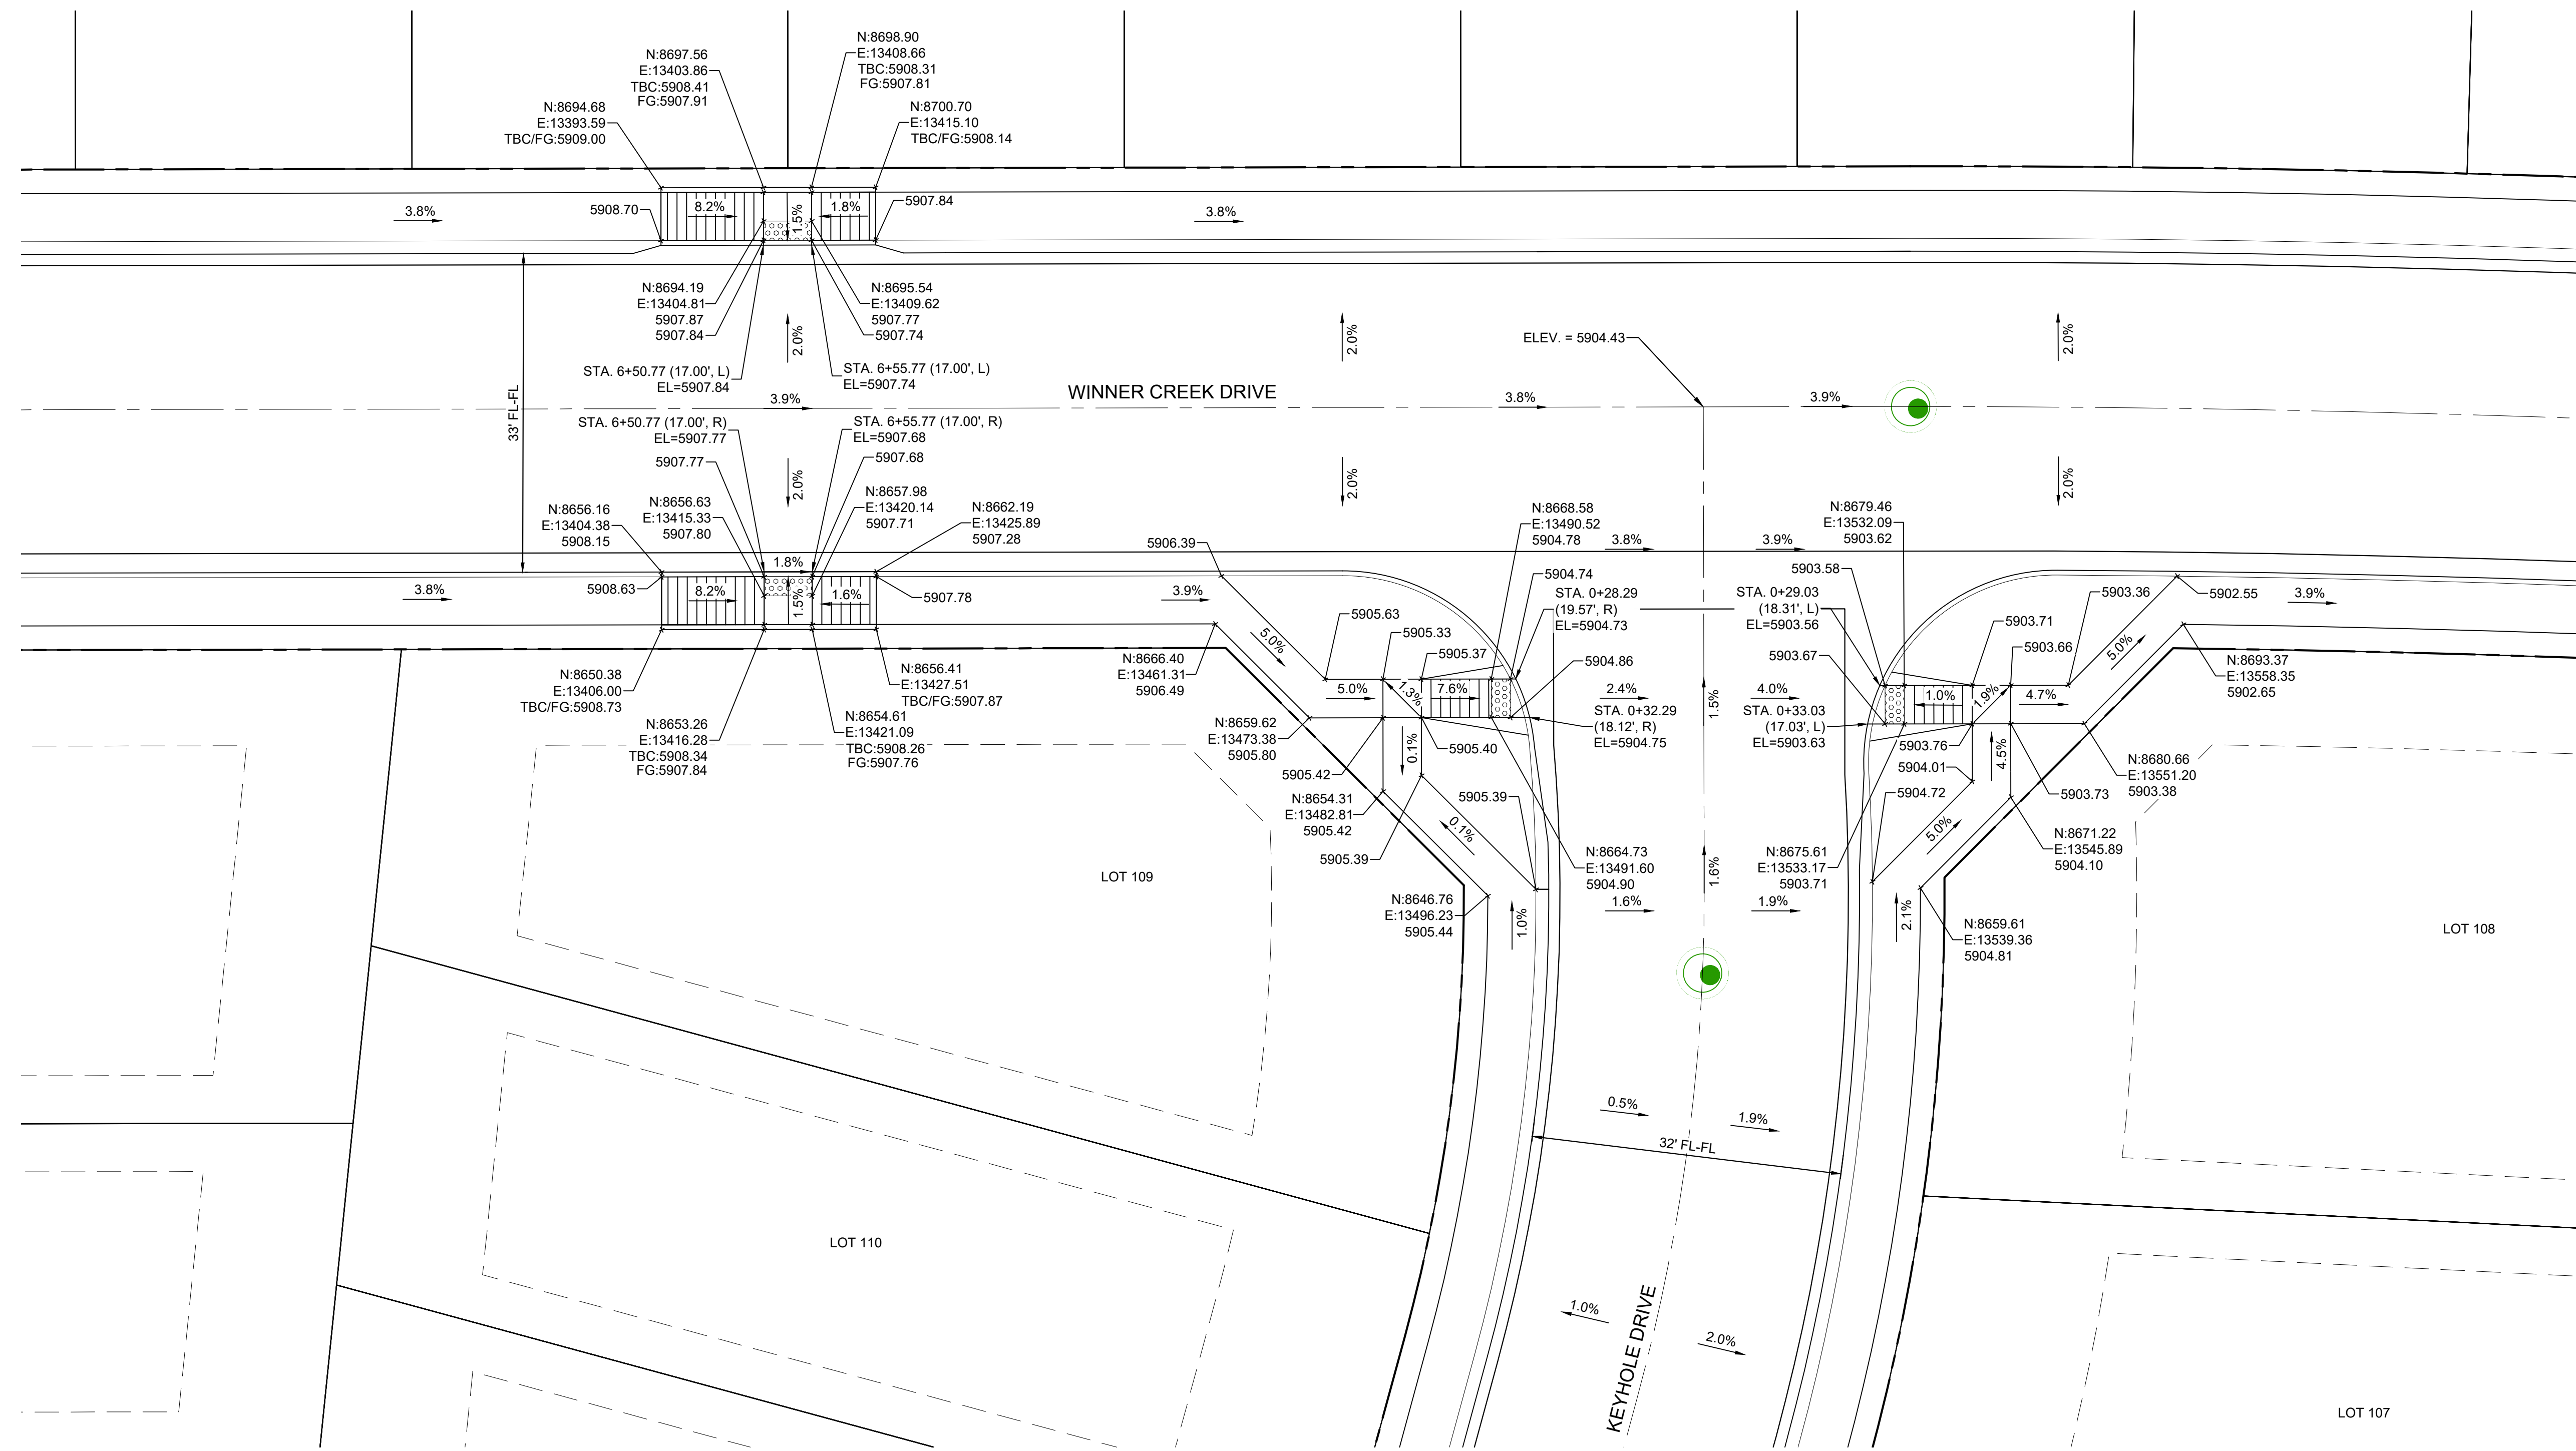 N:8697.56
E:13403.86
TBC:5908.41
FG:5907.91
N:8698.90
E:13408.66
TBC:5908.31
FG:5907.81
N:8694.68
E:13393.59
TBC/FG:5909.00
N:8700.70
E:13415.10
TBC/FG:5908.14
3.8%
5908.70
8.2%
1.5%
1.8%
5907.84
3.8%
N:8694.19
E:13404.81
5907.87
5907.84
N:8695.54
E:13409.62
5907.77
5907.74
2.0%
2.0%
2.0%
ELEV. = 5904.43
STA. 6+50.77 (17.00', L)
EL=5907.84
STA. 6+55.77 (17.00', L)
EL=5907.74
33' FL-FL
3.9%
WINNER CREEK DRIVE
3.8%
3.9%
STA. 6+50.77 (17.00', R)
EL=5907.77
STA. 6+55.77 (17.00', R)
EL=5907.68
5907.77
5907.68
2.0%
2.0%
2.0%
N:8656.16
E:13404.38
5908.15
N:8656.63
E:13415.33
5907.80
N:8657.98
E:13420.14
5907.71
N:8662.19
E:13425.89
5907.28
5906.39
N:8668.58
E:13490.52
5904.78
3.8%
3.9%
N:8679.46
E:13532.09
5903.62
3.8%
5908.63
8.2%
1.8%
1.5%
1.6%
5907.78
3.9%
5904.74
STA. 0+28.29
(19.57', R)
EL=5904.73
5903.58
STA. 0+29.03
(18.31', L)
EL=5903.56
5903.36
5902.55
3.9%
5905.63
5905.33
5905.37
5.0%
5904.86
5903.71
5903.66
5903.67
5.0%
N:8650.38
E:13406.00
TBC/FG:5908.73
N:8656.41
E:13427.51
TBC/FG:5907.87
N:8666.40
E:13461.31
5906.49
N:8693.37
E:13558.35
5902.65
5.0%
1.3%
7.6%
2.4%
1.5%
4.0%
1.0%
1.9%
4.7%
N:8653.26
E:13416.28
TBC:5908.34
FG:5907.84
N:8654.61
E:13421.09
TBC:5908.26
FG:5907.76
N:8659.62
E:13473.38
5905.80
STA. 0+32.29
(18.12', R)
EL=5904.75
STA. 0+33.03
(17.03', L)
EL=5903.63
0.1%
5905.40
5903.76
4.5%
5905.42
5904.01
N:8680.66
E:13551.20
5903.38
N:8654.31
E:13482.81
5905.42
5905.39
5904.72
5903.73
0.1%
5.0%
5905.39
N:8671.22
E:13545.89
5904.10
N:8664.73
E:13491.60
5904.90
1.6%
N:8675.61
E:13533.17
5903.71
LOT 109
N:8646.76
E:13496.23
5905.44
1.0%
1.6%
1.9%
2.1%
N:8659.61
E:13539.36
5904.81
LOT 108
0.5%
1.9%
32' FL-FL
LOT 110
1.0%
2.0%
KEYHOLE DRIVE
LOT 107